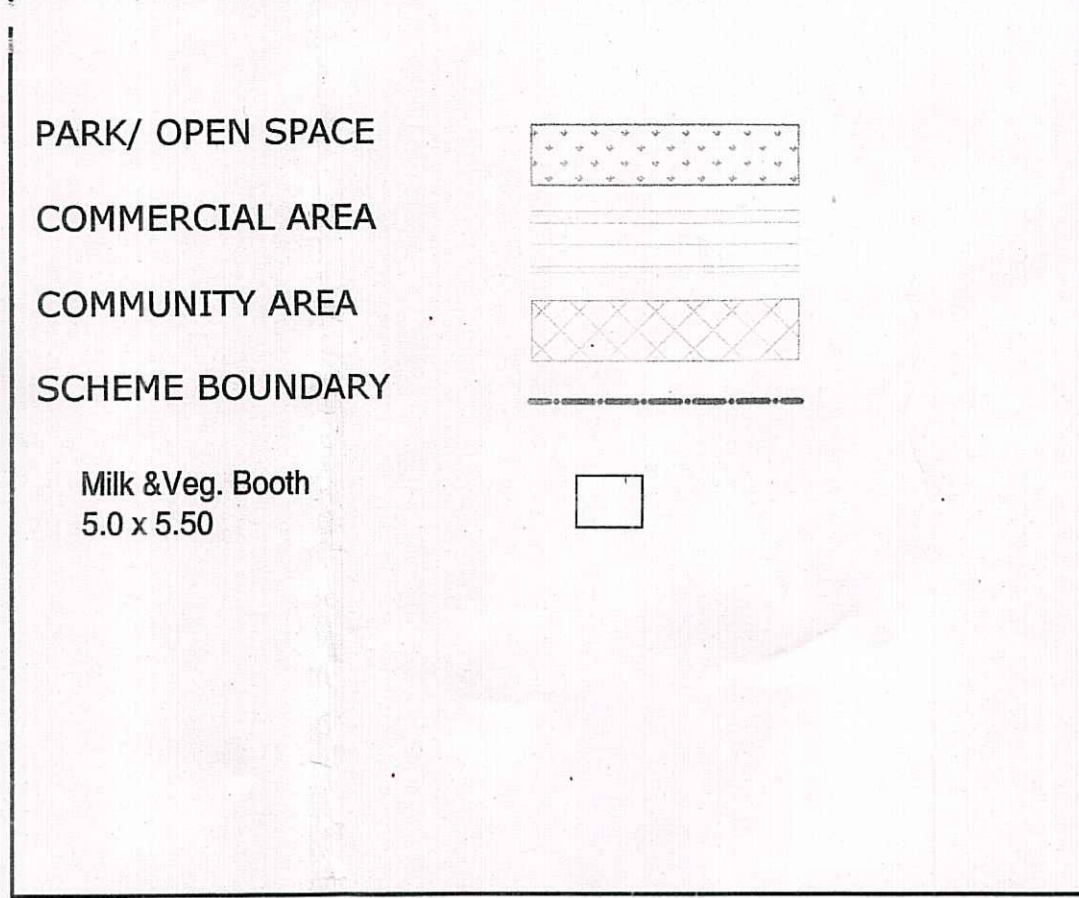 PARK/ OPEN SPACE
COMMERCIAL AREA
COMMUNITY AREA
SCHEME BOUNDARY
Milk &Veg. Booth
5.0 x 5.50